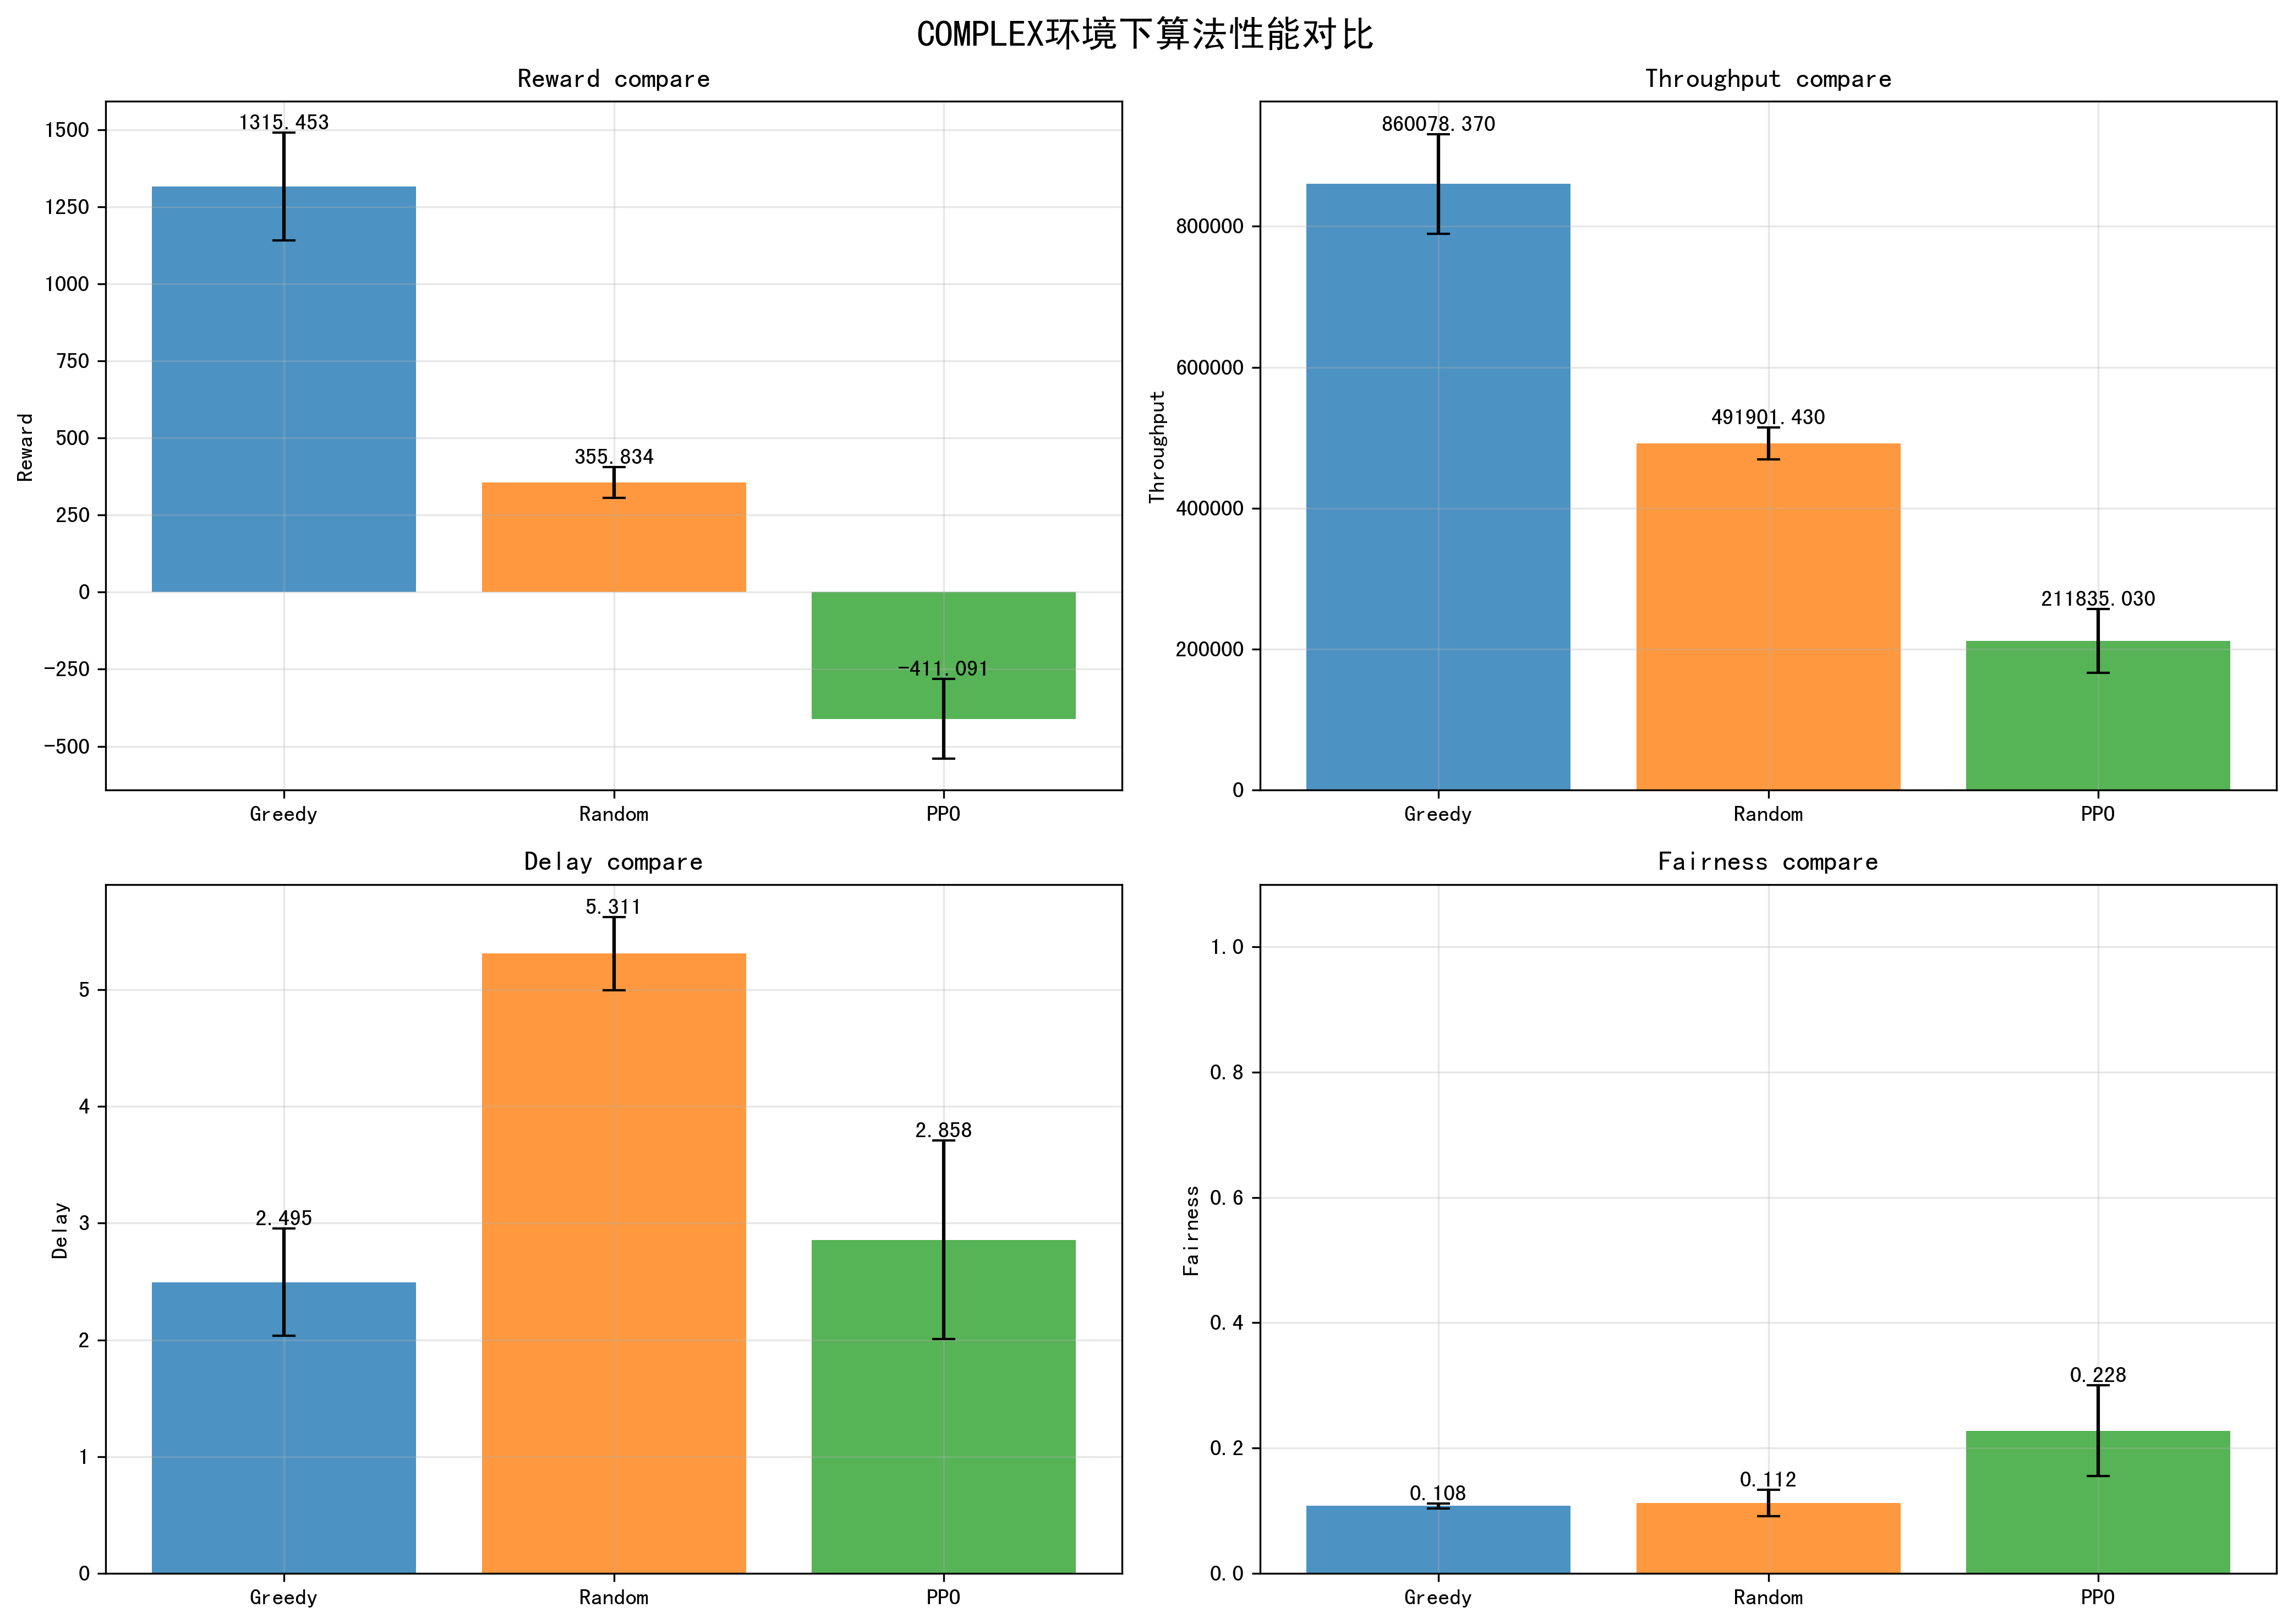 COMPLEX环境下算法性能对比
Reward compare
1500
1250
1000
750
500
250
0
-250
-500
Reward
1315.453
355.834
-411.091
Greedy
Random
PPO
Throughput compare
800000
600000
400000
200000
0
Throughput
860078.370
491901.430
211835.030
Greedy
Random
PPO
Delay compare
5
4
3
2
1
0
Delay
2.495
5.311
2.858
Greedy
Random
PPO
Fairness compare
1.0
0.8
0.6
0.4
0.2
0.0
Fairness
0.108
0.112
0.228
Greedy
Random
PPO